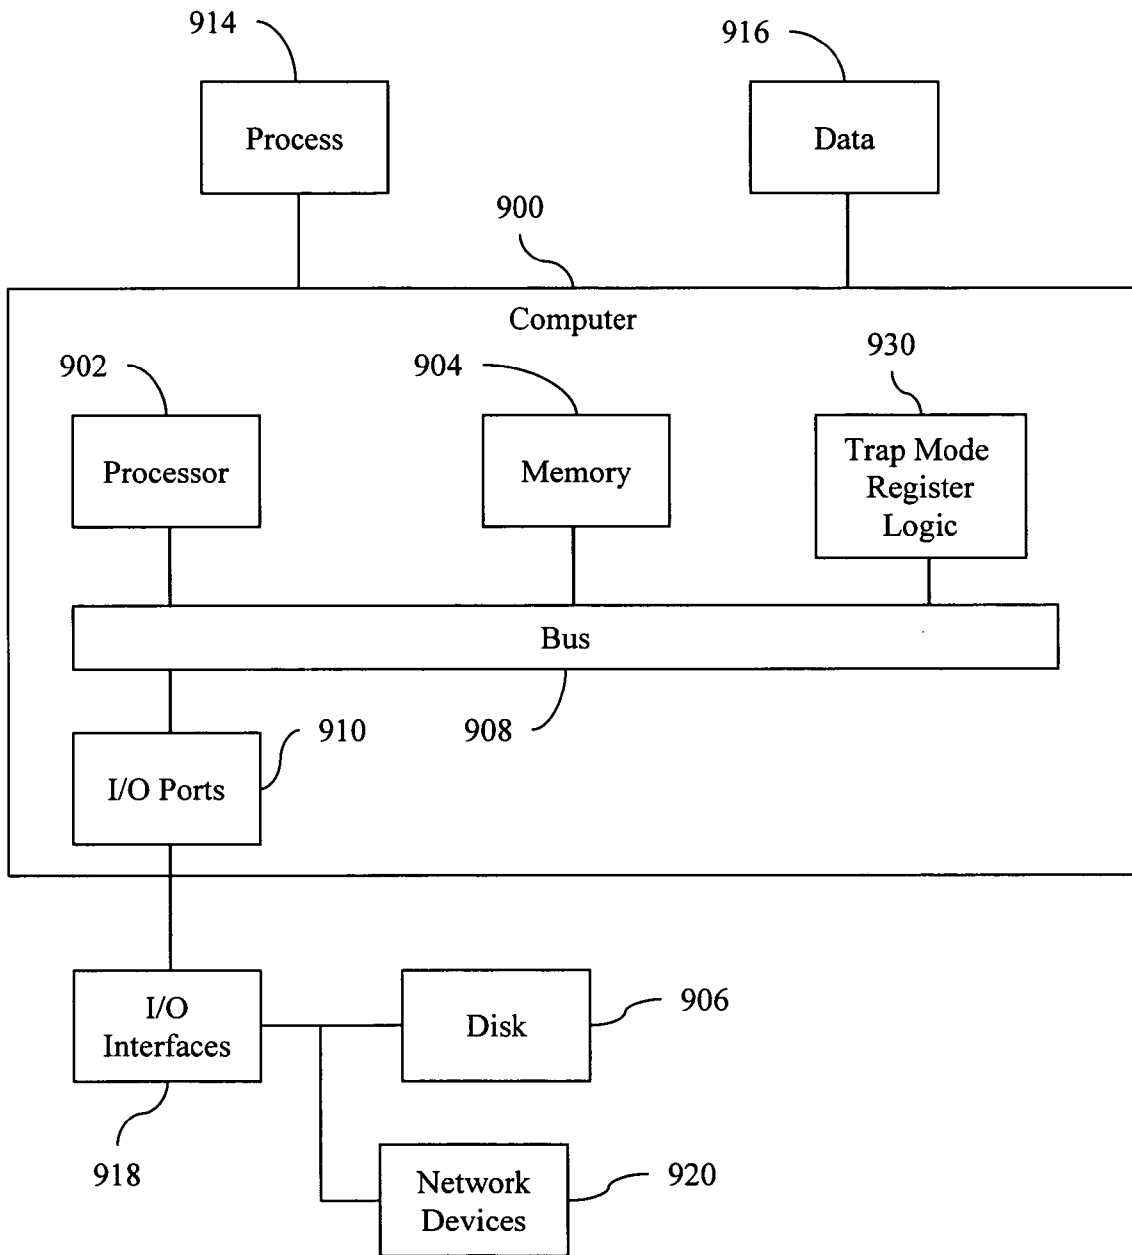 914
916
Process
Data
900
Computer
902
904
930
Processor
Memory
Trap Mode
Register
Logic
Bus
910
908
I/O Ports
I/O
Interfaces
Disk
906
918
Network
Devices
920